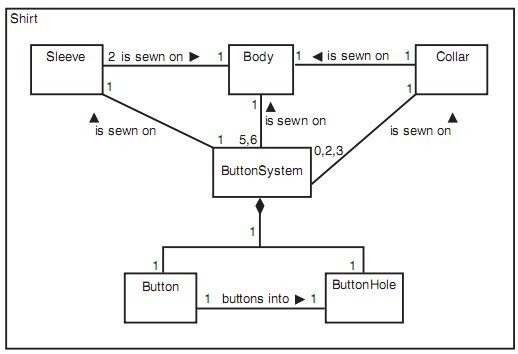 Shirt
Sleeve
2 is sewn on ▶ 1
Body
1 ◀ is sewn on 1
Collar
1
1
1
▲
is sewn on
▲
is sewn on
▲
is sewn on
1 5,6
0,2,3
ButtonSystem
1
1
1
Button
1 buttons into ▶ 1
ButtonHole